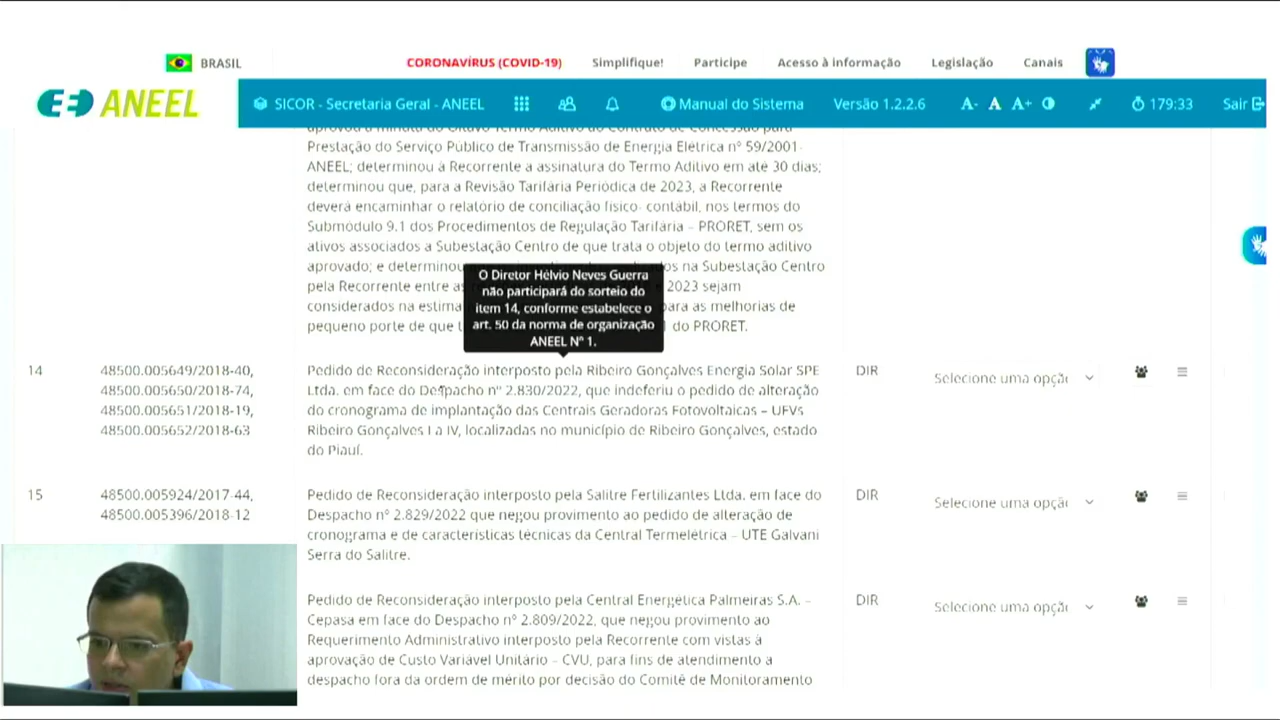 BRASIL
CORONAVÍRUS (COVID-19)
Simplifique!
Participe
Acesso à informação
Legislação
Canais
ANEEL
SICOR - Secretaria Geral - ANEEL
Manual do Sistema
Versão 1.2.2.6
A-
A
A+
179:33
Sair
aprovou a minuta do Oitavo Termo Aditivo ao Contrato de Concessão para
Prestação do Serviço Público de Transmissão de Energia Elétrica nº 59/2001-
ANEEL; determinou à Recorrente a assinatura do Termo Aditivo em até 30 dias;
determinou que, para a Revisão Tarifária Periódica de 2023, a Recorrente
deverá encaminhar o relatório de conciliação físico- contábil, nos termos do
Submódulo 9.1 dos Procedimentos de Regulação Tarifária – PRORET, sem os
ativos associados a Subestação Centro de que trata o objeto do termo aditivo
aprovado; e determinou
na Subestação Centro
pela Recorrente entre
2023 sejam
considerados na
para as melhorias de
pequeno porte de que
do PRORET.
O Diretor Hélvio Neves Guerra
não participará do sorteio do
item 14, conforme estabelece o
art. 50 da norma de organização
ANEEL Nº 1.
14
48500.005649/2018-40,
48500.005650/2018-74,
48500.005651/2018-19,
48500.005652/2018-63
Pedido de Reconsideração interposto pela Ribeiro Gonçalves Energia Solar SPE
Ltda. em face do Despacho nº 2.830/2022, que indeferiu o pedido de alteração
do cronograma de implantação das Centrais Geradoras Fotovoltaicas – UFVs
Ribeiro Gonçalves I a IV, localizadas no município de Ribeiro Gonçalves, estado
do Piauí.
DIR
Selecione uma opçã
15
48500.005924/2017-44,
48500.005396/2018-12
Pedido de Reconsideração interposto pela Salitre Fertilizantes Ltda. em face do
Despacho nº 2.829/2022 que negou provimento ao pedido de alteração de
cronograma e de características técnicas da Central Termelétrica – UTE Galvani
Serra do Salitre.
DIR
Selecione uma opçã
Pedido de Reconsideração interposto pela Central Energética Palmeiras S.A. –
Cepasa em face do Despacho nº 2.809/2022, que negou provimento ao
Requerimento Administrativo interposto pela Recorrente com vistas à
aprovação de Custo Variável Unitário – CVU, para fins de atendimento a
despacho fora da ordem de mérito por decisão do Comitê de Monitoramento
DIR
Selecione uma opçã